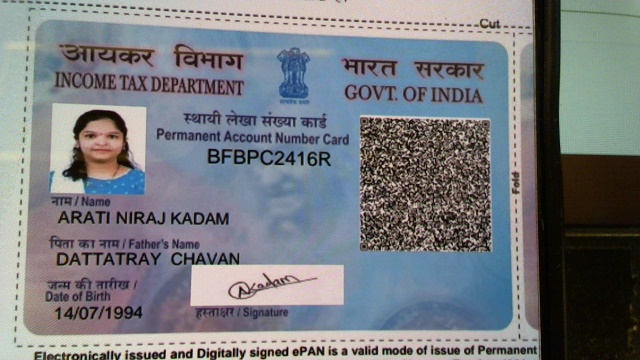 Cut
आयकर विभाग
INCOME TAX DEPARTMENT
भारत सरकार
GOVT. OF INDIA
स्थायी लेखा संख्या कार्ड
Permanent Account Number Card
BFBPC2416R
नाम / Name
ARATI NIRAJ KADAM
पिता का नाम / Father's Name
DATTATRAY CHAVAN
जन्म की तारीख /
Date of Birth
14/07/1994
AKadam
हस्ताक्षर / Signature
Fold
Electronically issued and Digitally signed ePAN is a valid mode of issue of Permanent